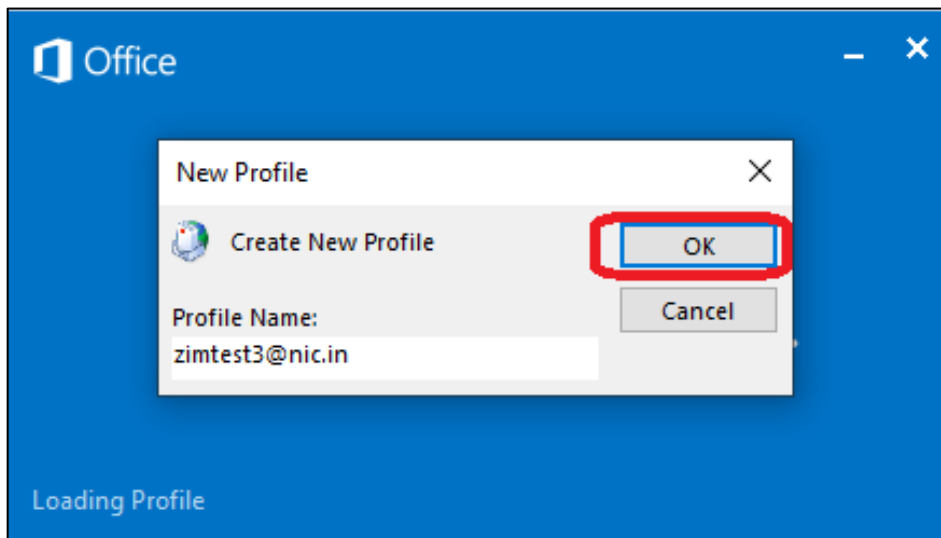 Office
New Profile
Create New Profile
OK
Cancel
Profile Name:
zimtest3@nic.in
Loading Profile